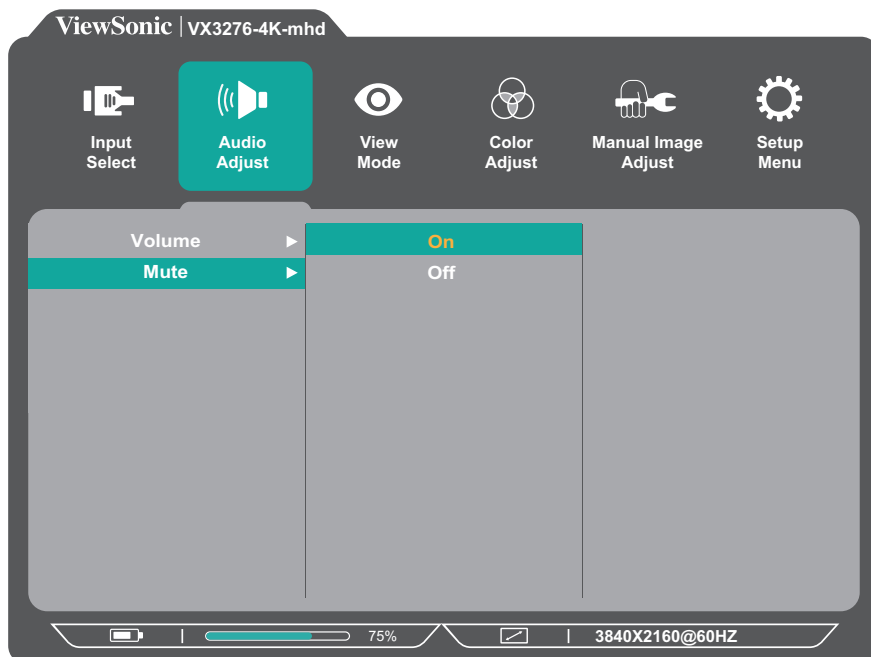 ViewSonic | VX3276-4K-mhd
Input Select
Audio Adjust
View Mode
Color Adjust
Manual Image Adjust
Setup Menu
Volume
On
Mute
Off
75%
3840X2160@60HZ